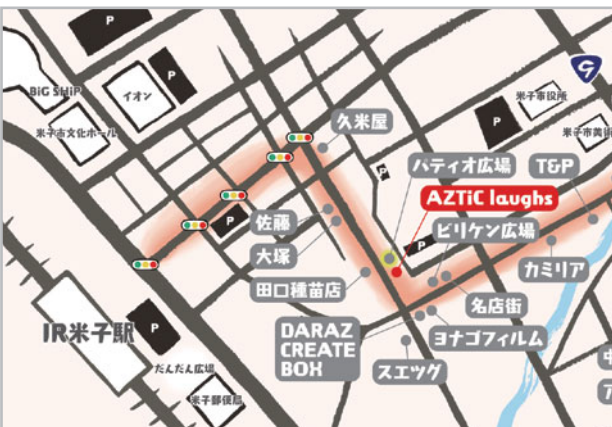 P
BiG SHiP
イオン
P
米子市文化ホール
久米屋
米子市役所
P
米子市美術
パティオ広場
T&P
P
AZTiC laughs
佐藤
P
ビリケン広場
P
大塚
カミリア
田口種苗店
名店街
JR米子駅
P
DARAZ
CREATE
BOX
ヨナゴフィルム
だんだん広場
スエツグ
米子郵便局
9